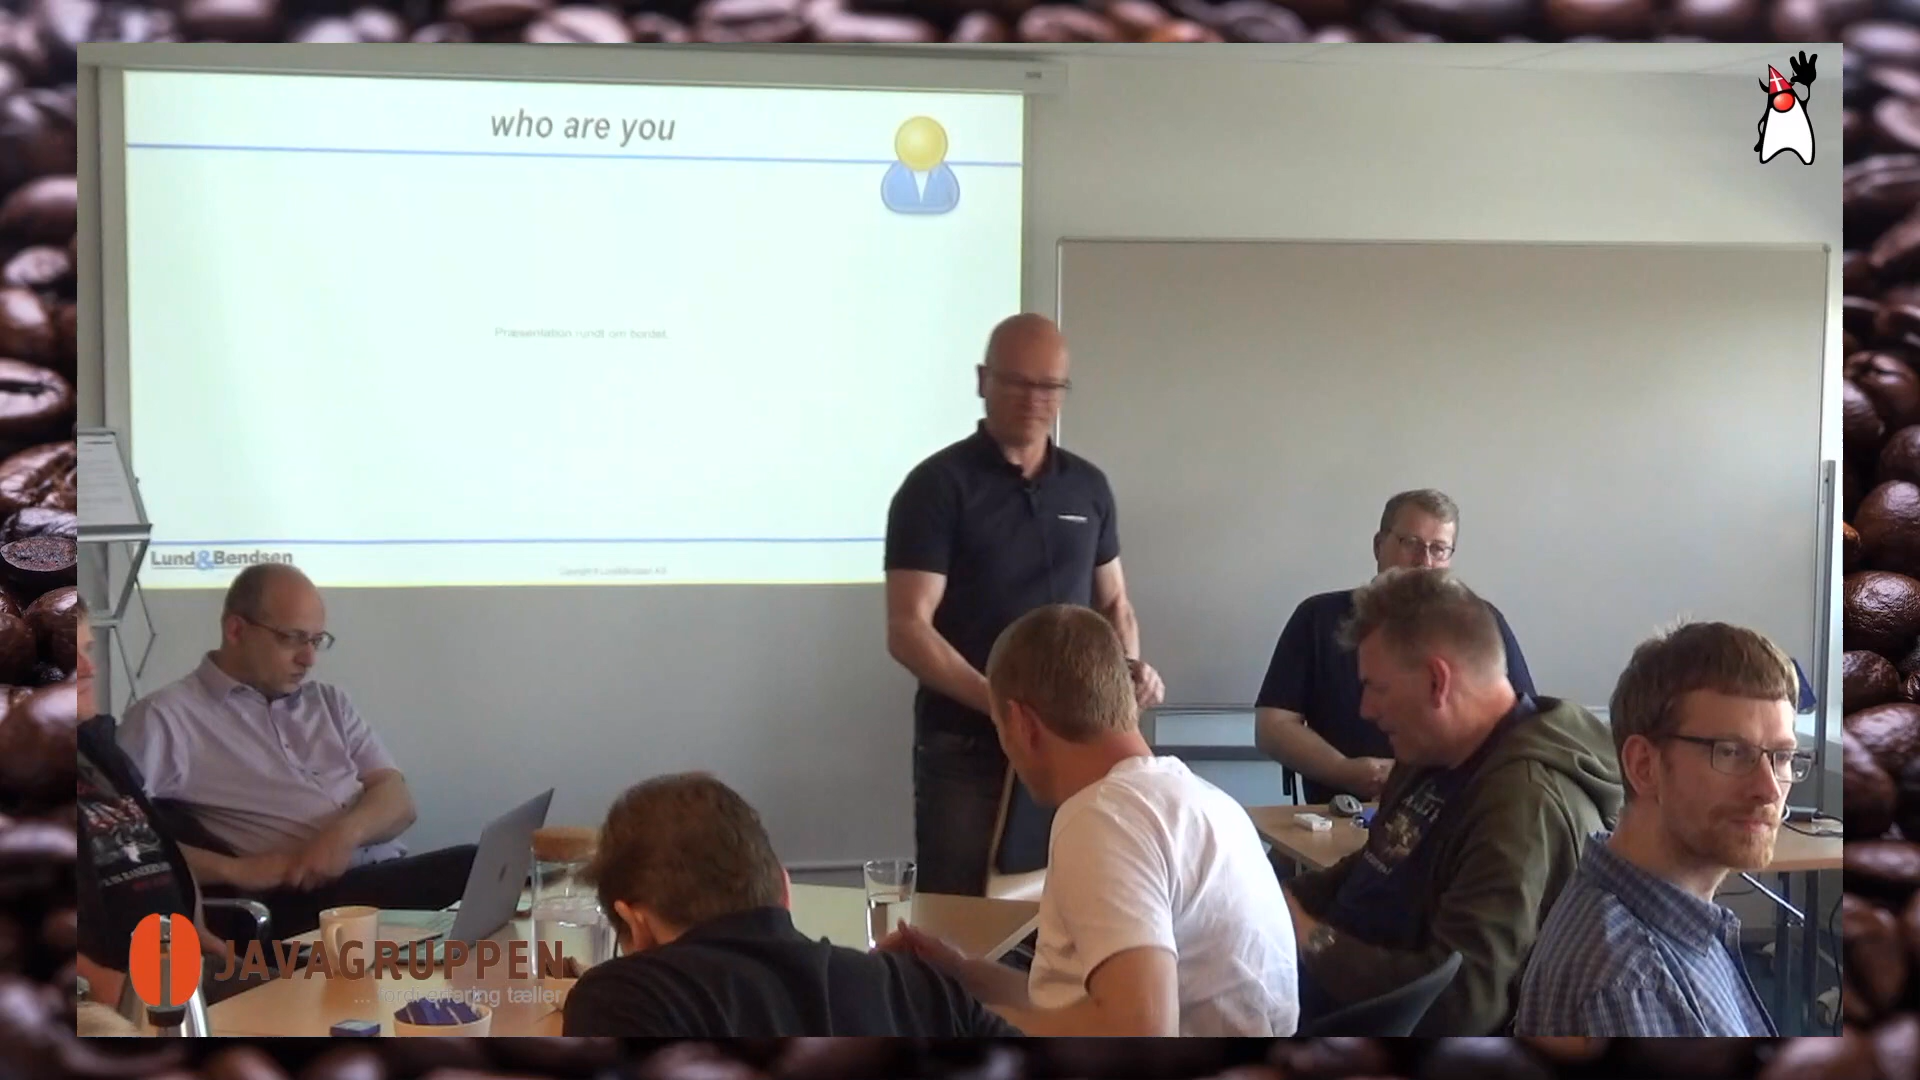 who are you
Præsentation rundt om bordet.
Lund&Bendsen
JAVAGRUPPEN
... fordi erfaring tæller